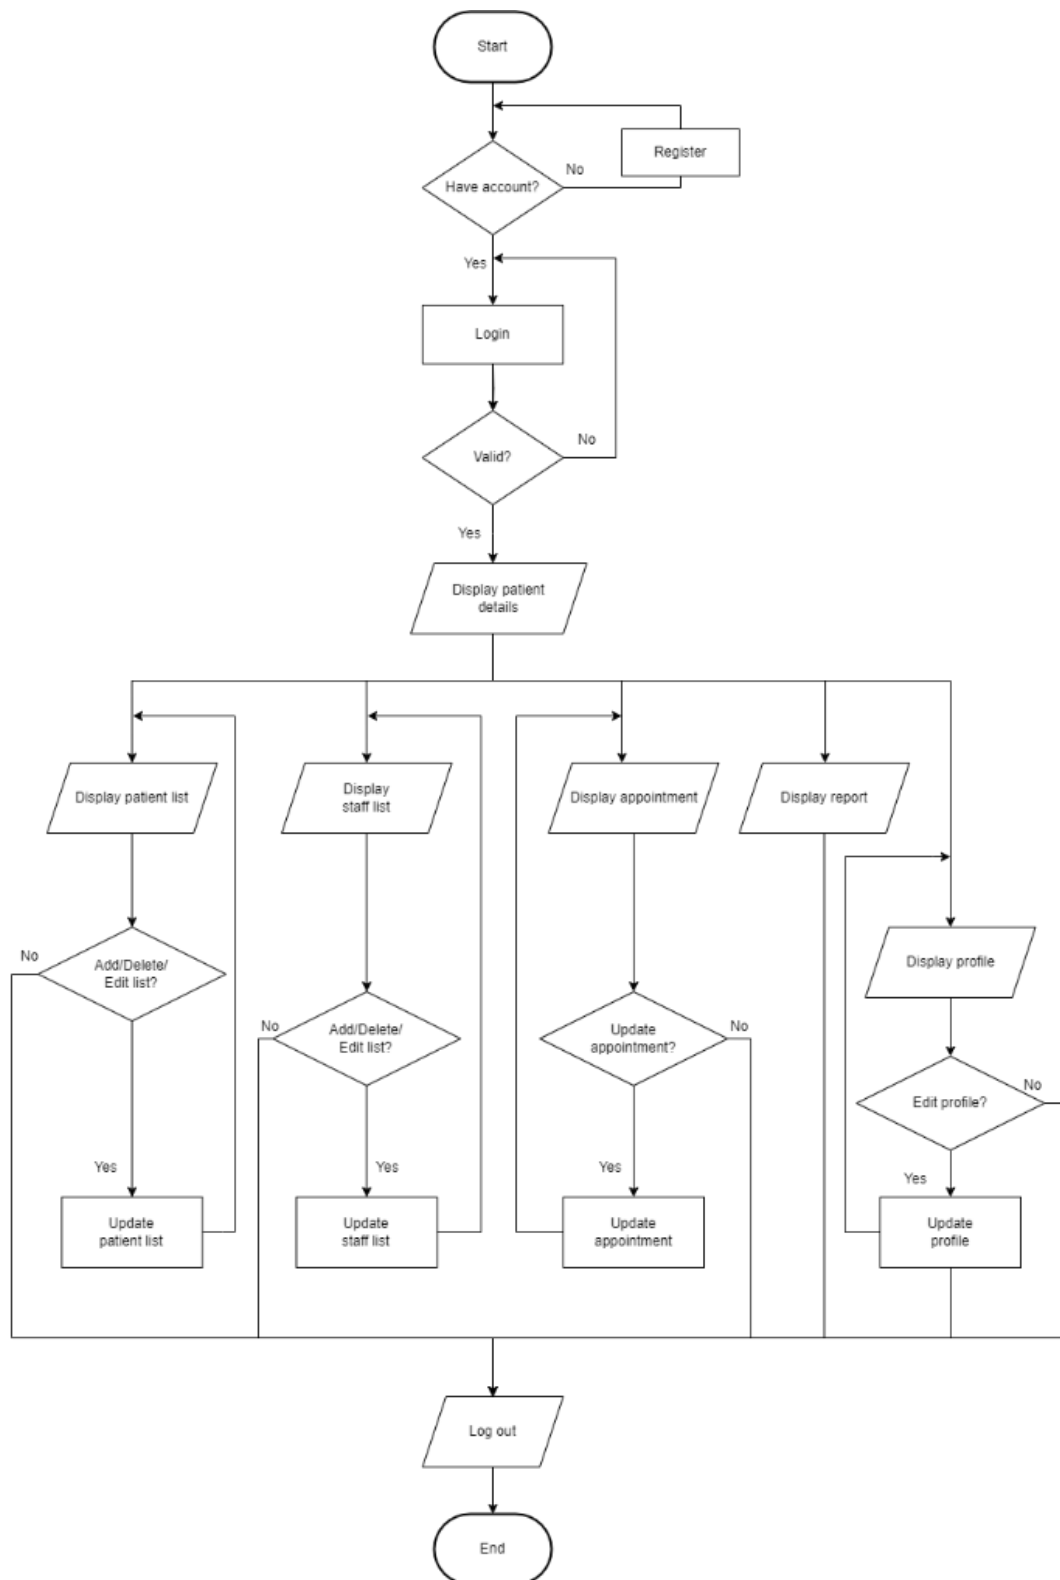 Start
Register
No
Have account?
Yes
Login
No
Valid?
Yes
Display patient
details
Display patient list
Display
staff list
Display appointment
Display report
No
Add/Delete/
Edit list?
Display profile
No
Add/Delete/
Edit list?
Update
appointment?
No
No
Edit profile?
Yes
Yes
Yes
Yes
Update
patient list
Update
staff list
Update
appointment
Update
profile
Log out
End